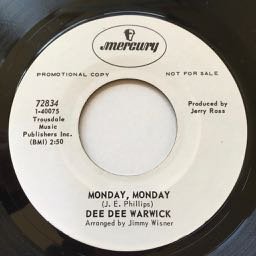 mercury
PROMOTIONAL COPY
NOT FOR SALE
72834
1-40075
Trousdale
Music
Publishers Inc.
(BMI) 2:50
Produced by
Jerry Ross
MONDAY, MONDAY
(J. E. Phillips)
DEE DEE WARWICK
Arranged by Jimmy Wisner